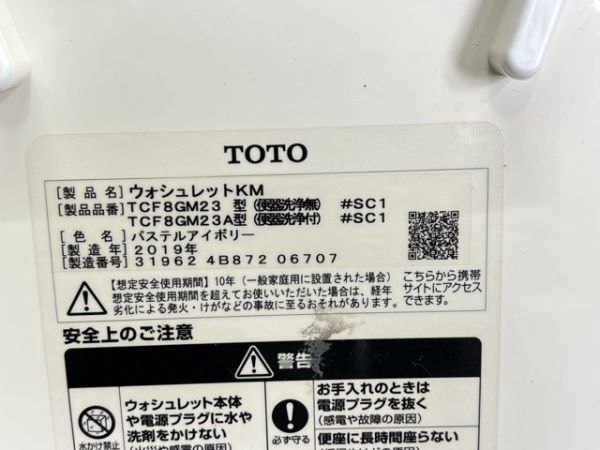 TOTO
[製品名] ウォシュレットKM
[製品品番] TCF8GM23 型(便器洗浄無) #SC1
TCF8GM23A型(便器洗浄付) #SC1
[色名] パステルアイボリー
[製造年] 2019年
[製造番号] 31962 4B872 06707
【想定安全使用期間】10年(一般家庭用に設置された場合)
想定安全使用期間を超えてお使いいただいた場合は、経年
劣化による発火・けがなどの事故に至るおそれがあります。
こちらから携帯
サイトにアクセス
できます。
安全上のご注意
警告
水かけ禁止
ウォシュレット本体
や電源プラグに水や
洗剤をかけない
(火災や感電の原因)
必ず守る
お手入れのときは
電源プラグを抜く
(感電や故障の原因)
便座に長時間座らない